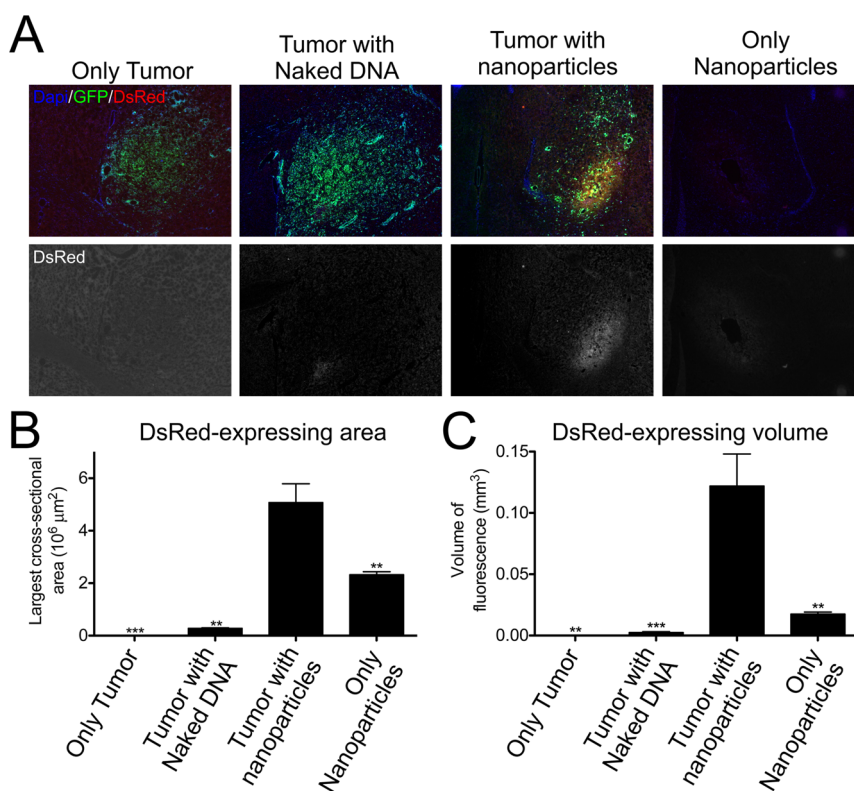 A
Only Tumor
Tumor with
Naked DNA
Tumor with
nanoparticles
Only
Nanoparticles
Dapi/GFP/DsRed
DsRed
B
DsRed-expressing area
Largest cross-sectional
area (10⁶ µm²)
6
4
2
0
***
**
**
Only Tumor
Tumor with
Naked DNA
Tumor with
nanoparticles
Only
Nanoparticles
C
DsRed-expressing volume
Volume of
fluorescence (mm³)
0.15
0.10
0.05
0.00
**
***
**
Only Tumor
Tumor with
Naked DNA
Tumor with
nanoparticles
Only
Nanoparticles